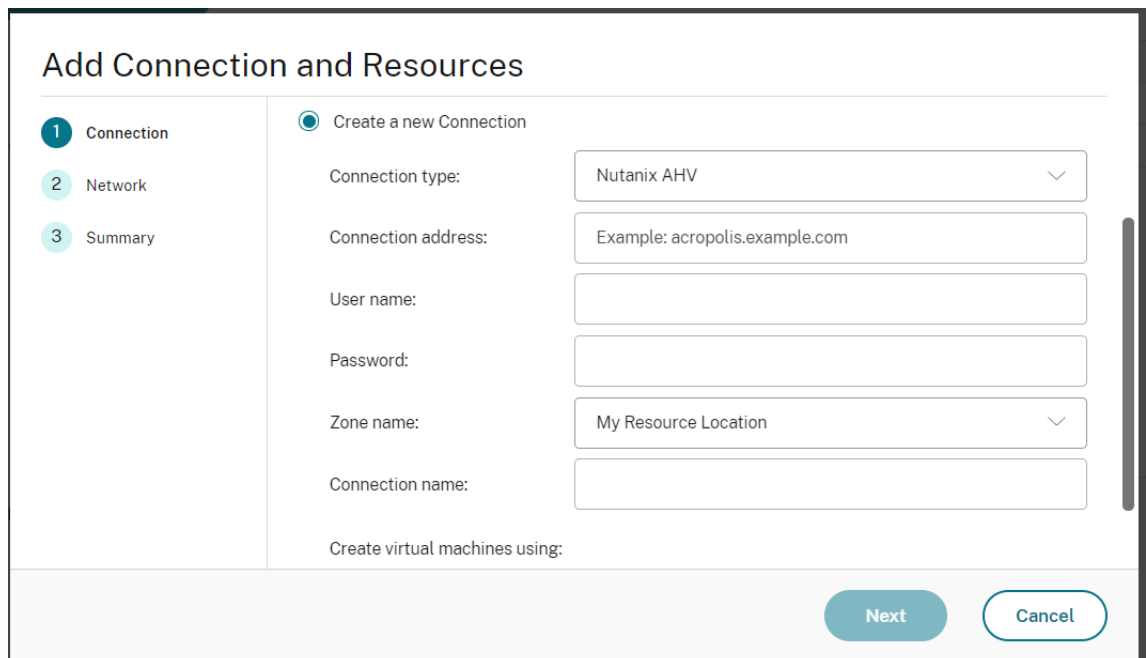 Add Connection and Resources
1 Connection
2 Network
3 Summary
Create a new Connection
Connection type: Nutanix AHV
Connection address: Example: acropolis.example.com
User name:
Password:
Zone name: My Resource Location
Connection name:
Create virtual machines using:
Next Cancel